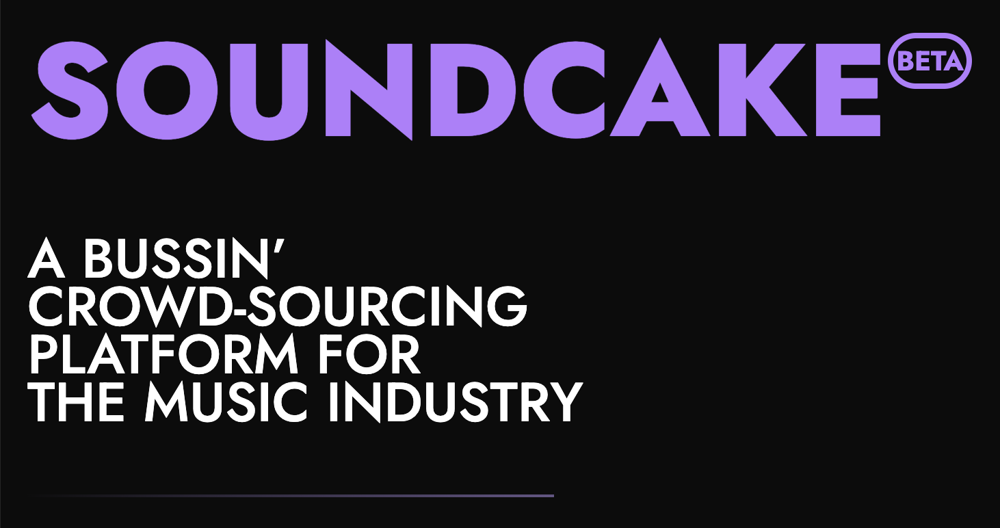 SOUNDCAKE BETA
A BUSSIN’
CROWD-SOURCING
PLATFORM FOR
THE MUSIC INDUSTRY